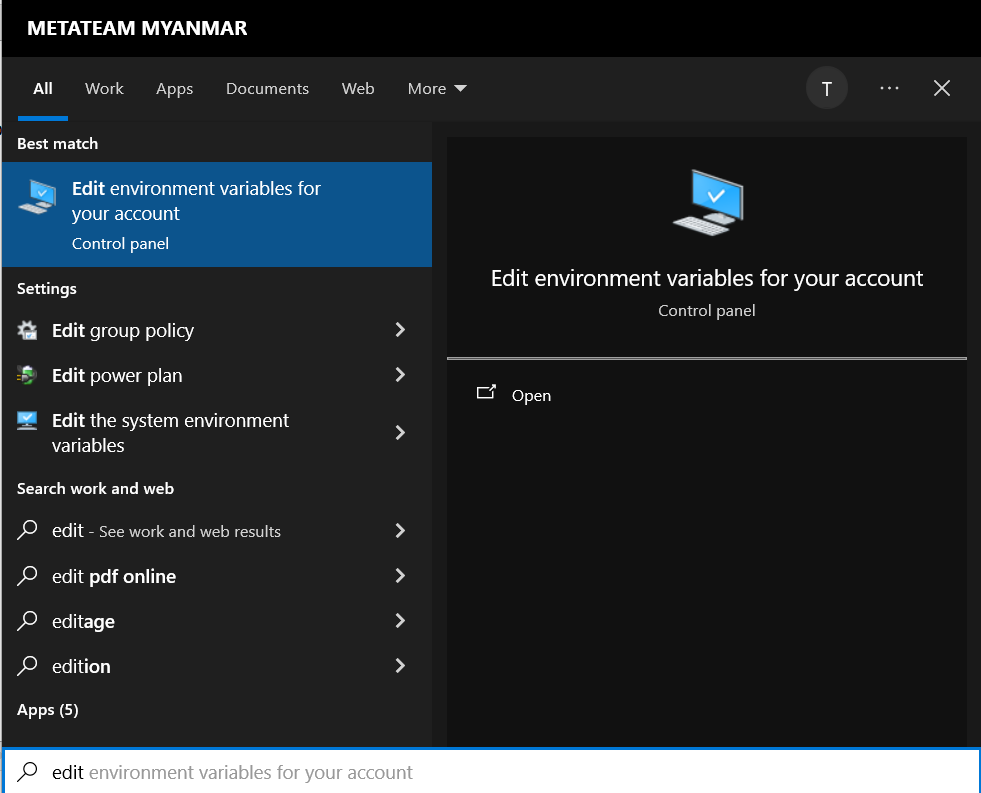 METATEAM MYANMAR
All Work Apps Documents Web More T ...
Best match
Edit environment variables for
your account
Control panel
Settings
Edit group policy
Edit power plan
Edit the system environment
variables
Search work and web
edit - See work and web results
edit pdf online
editage
edition
Apps (5)
Edit environment variables for your account
Control panel
Open
edit environment variables for your account